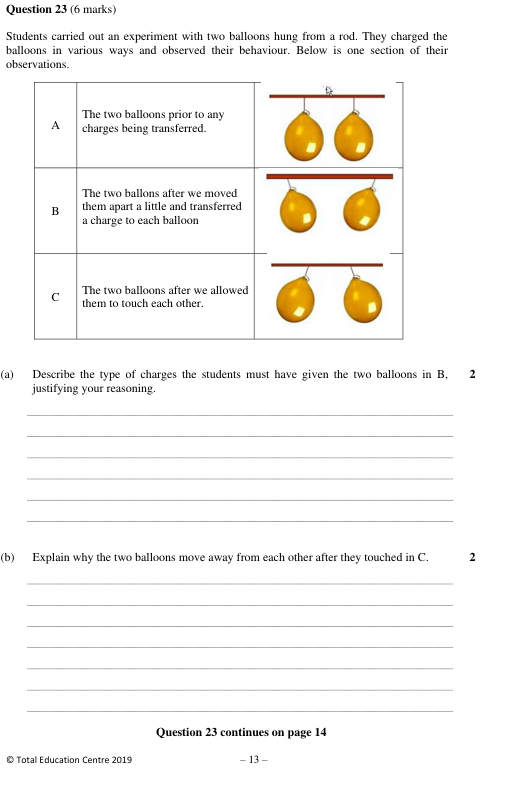 Question 23 (6 marks)
Students carried out an experiment with two balloons hung from a rod. They charged the
balloons in various ways and observed their behaviour. Below is one section of their
observations.
A
The two balloons prior to any
charges being transferred.
B
The two ballons after we moved
them apart a little and transferred
a charge to each balloon
C
The two balloons after we allowed
them to touch each other.
(a) Describe the type of charges the students must have given the two balloons in B, 2
justifying your reasoning.
(b) Explain why the two balloons move away from each other after they touched in C. 2
Question 23 continues on page 14
© Total Education Centre 2019 – 13 –